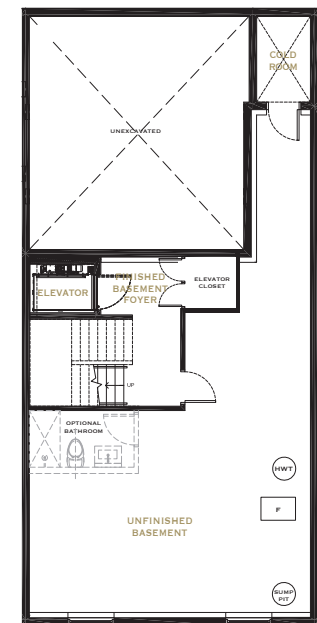 COLD
ROOM
UNEXCAVATED
ELEVATOR
FINISHED
BASEMENT
FOYER
ELEVATOR
CLOSET
UP
OPTIONAL
BATHROOM
HWT
F
UNFINISHED
BASEMENT
SUMP
PIT